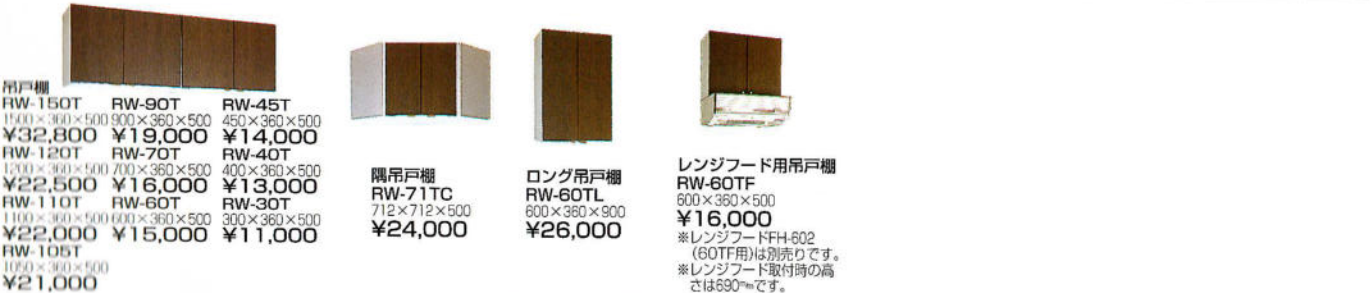 吊戸棚
RW-150T RW-90T RW-45T
1500×360×500 900×360×500 450×360×500
¥32,800 ¥19,000 ¥14,000
RW-120T RW-70T RW-40T
1200×360×500 700×360×500 400×360×500
¥22,500 ¥16,000 ¥13,000
RW-110T RW-60T RW-30T
1100×360×500 600×360×500 300×360×500
¥22,000 ¥15,000 ¥11,000
RW-105T
1050×360×500
¥21,000
隅吊戸棚
RW-71TC
712×712×500
¥24,000
ロング吊戸棚
RW-60TL
600×360×900
¥26,000
レンジフード用吊戸棚
RW-60TF
600×360×500
¥16,000
※レンジフードFH-602
(60TF用)は別売りです。
※レンジフード取付時の高
さは690㎜です。